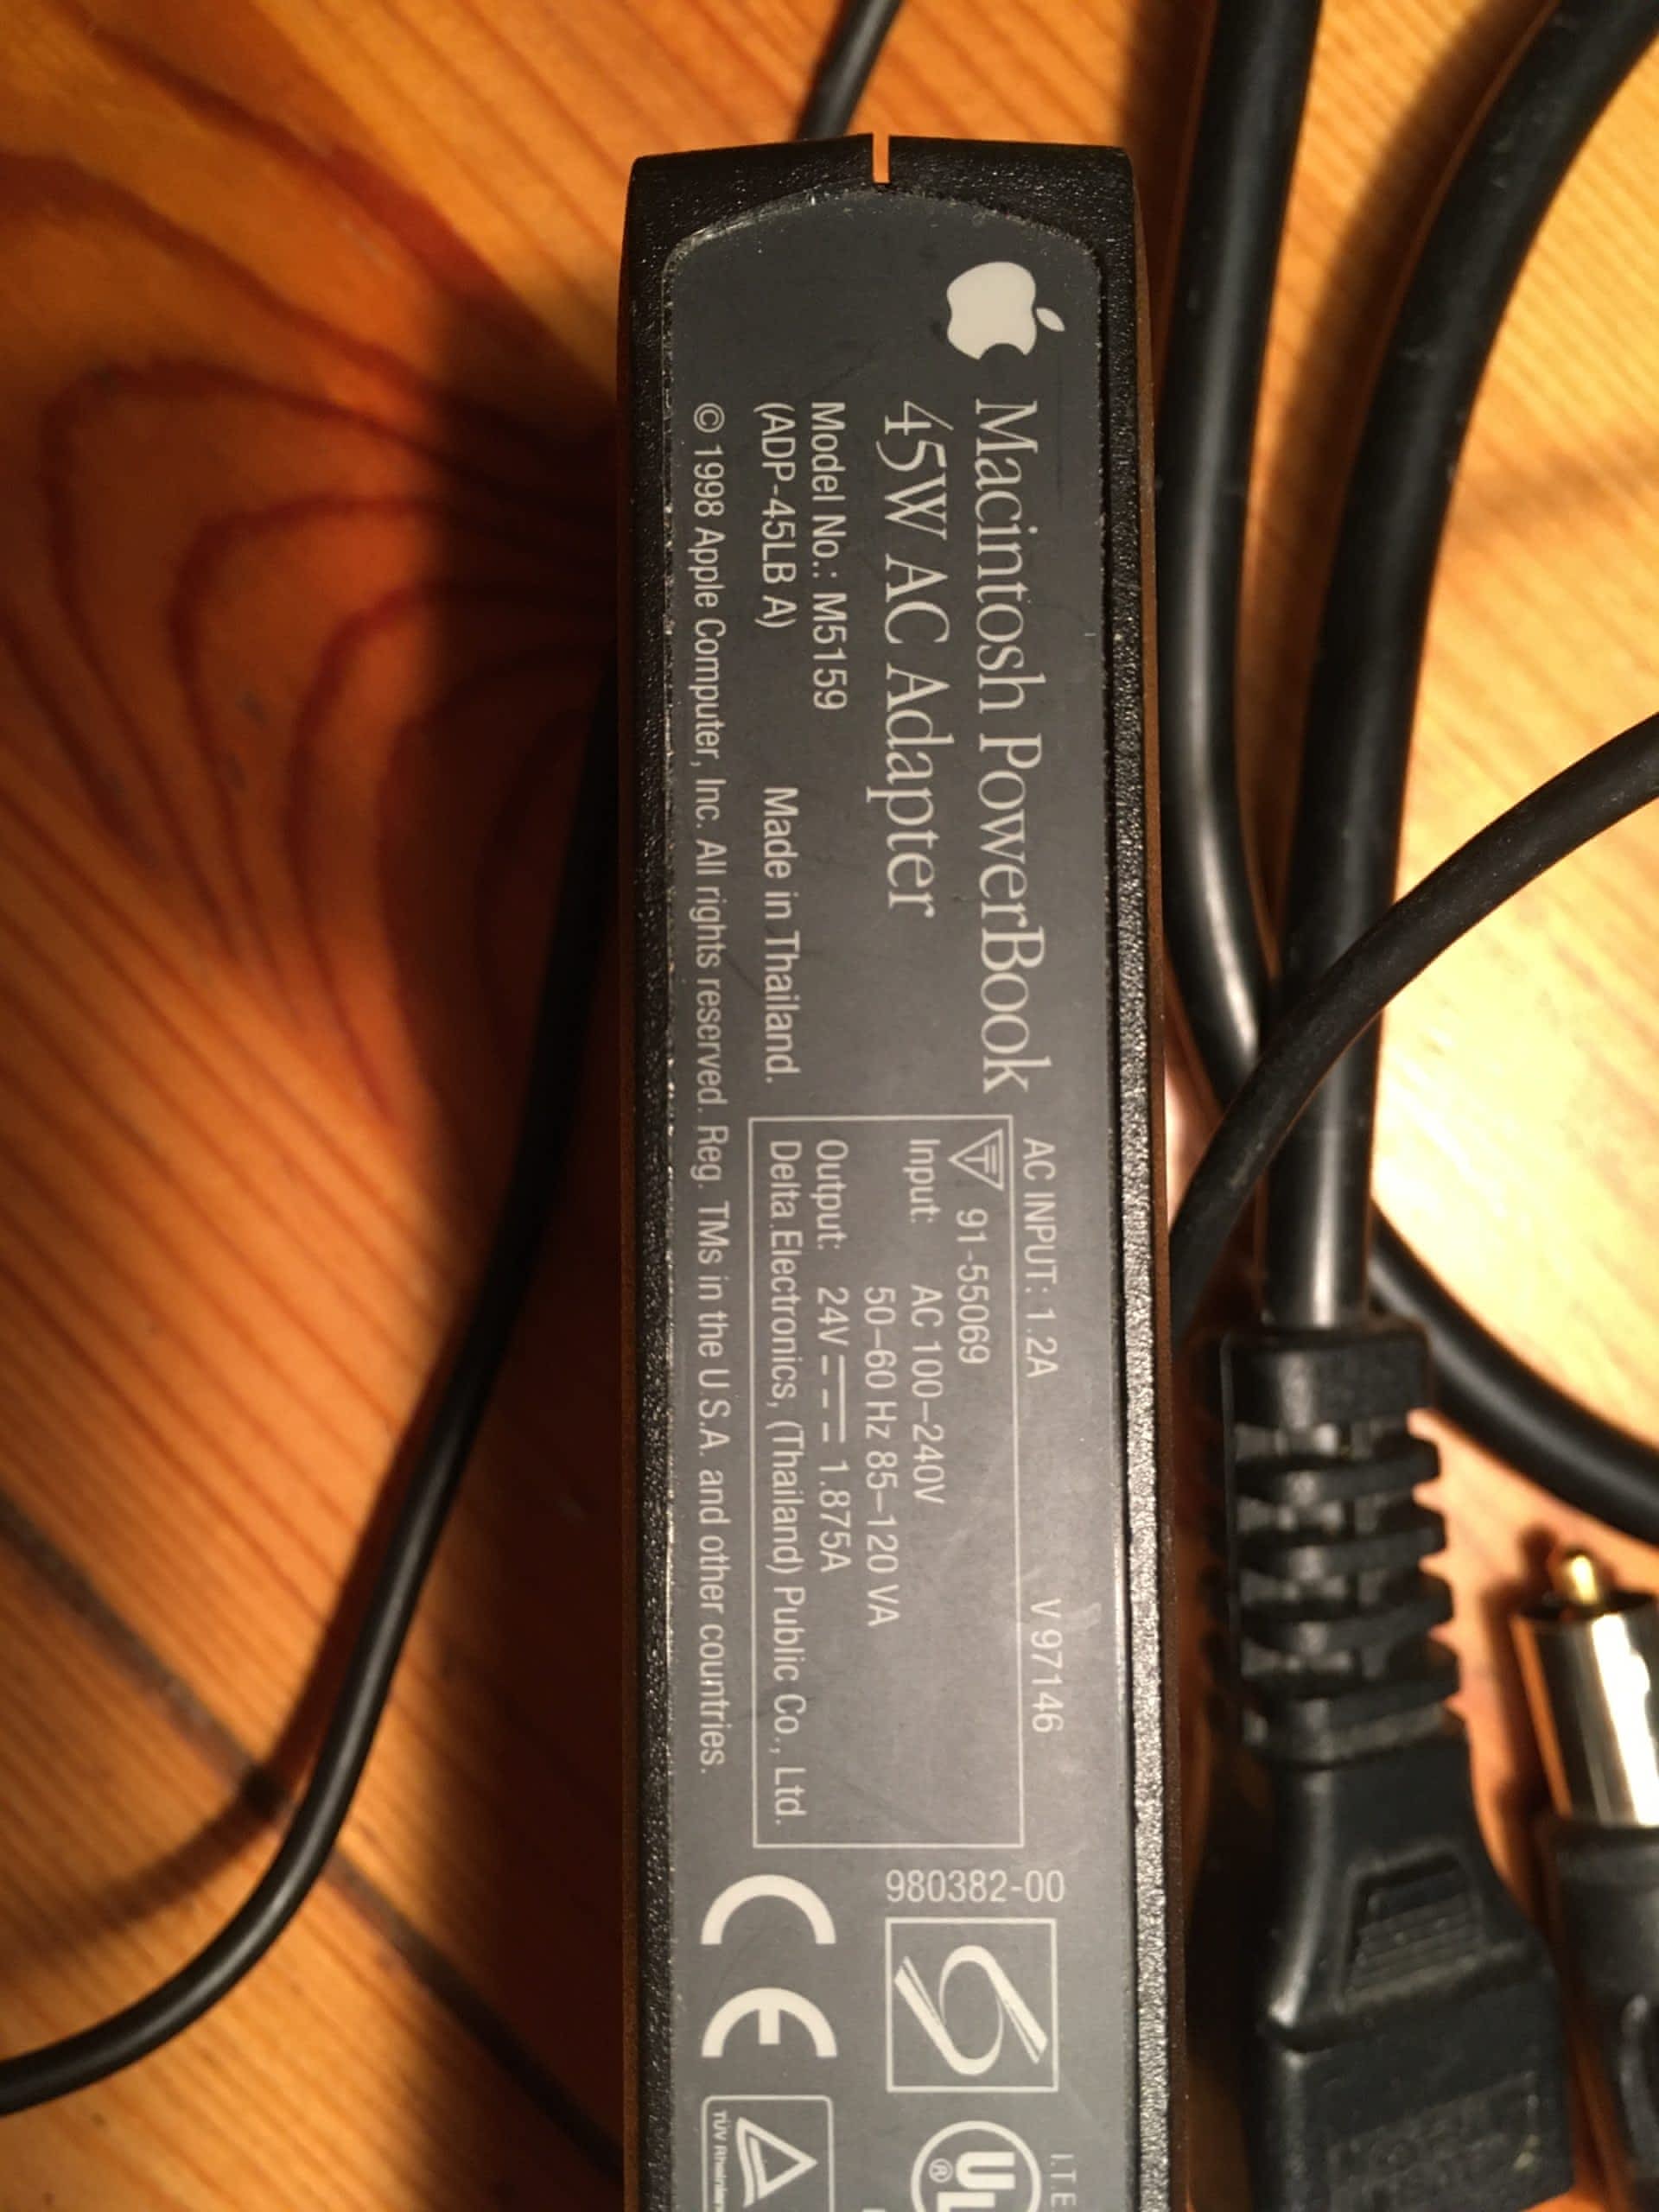 Macintosh PowerBook
45W AC Adapter
Model No.: M5159
(ADP-45LB A)
Made in Thailand.
© 1998 Apple Computer, Inc. All rights reserved. Reg. TMs in the U.S.A. and other countries.
AC INPUT: 1.2A
V 97146
T 91-55069
Input: AC 100–240V
50–60 Hz 85–120 VA
Output: 24V 1.875A
Delta Electronics, (Thailand) Public Co., Ltd.
980382-00
S
CE
I.T.E
UL
®
TÜV Rheinland